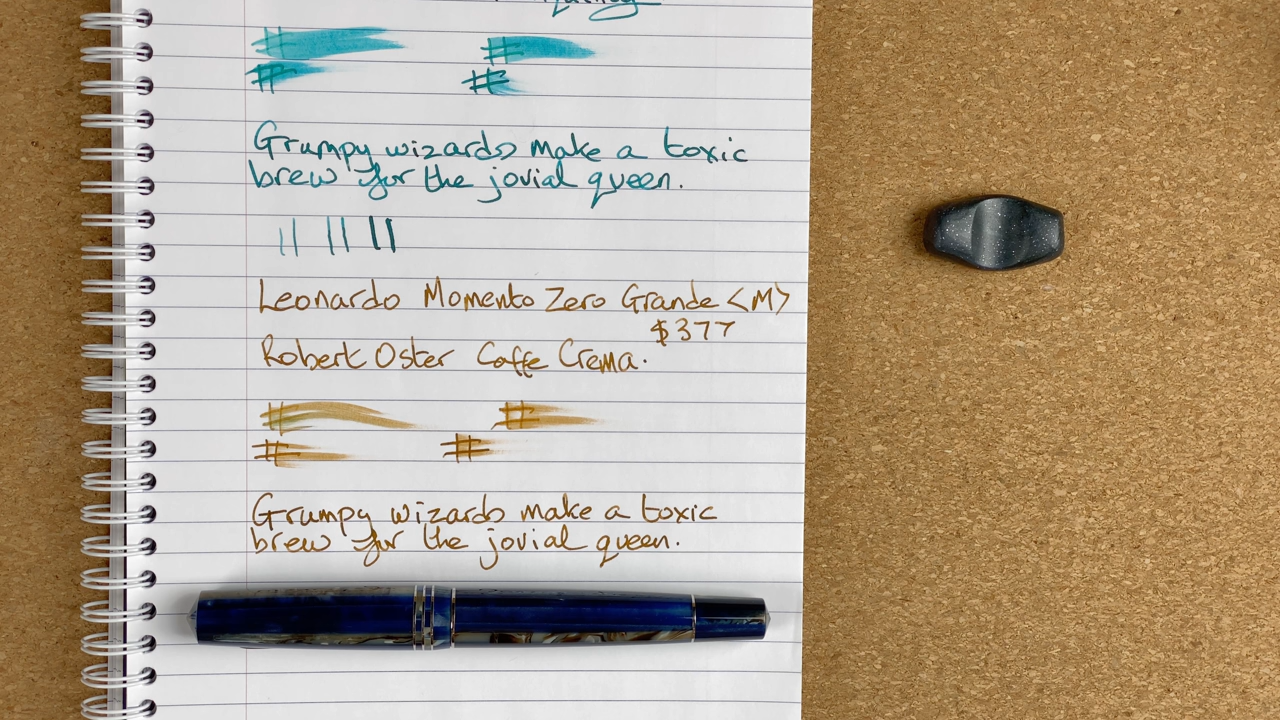 Grumpy wizards make a toxic
brew for the jovial queen.
Leonardo Momento Zero Grande <M>
$377
Robert Oster Caffe Crema.
Grumpy wizards make a toxic
brew for the jovial queen.